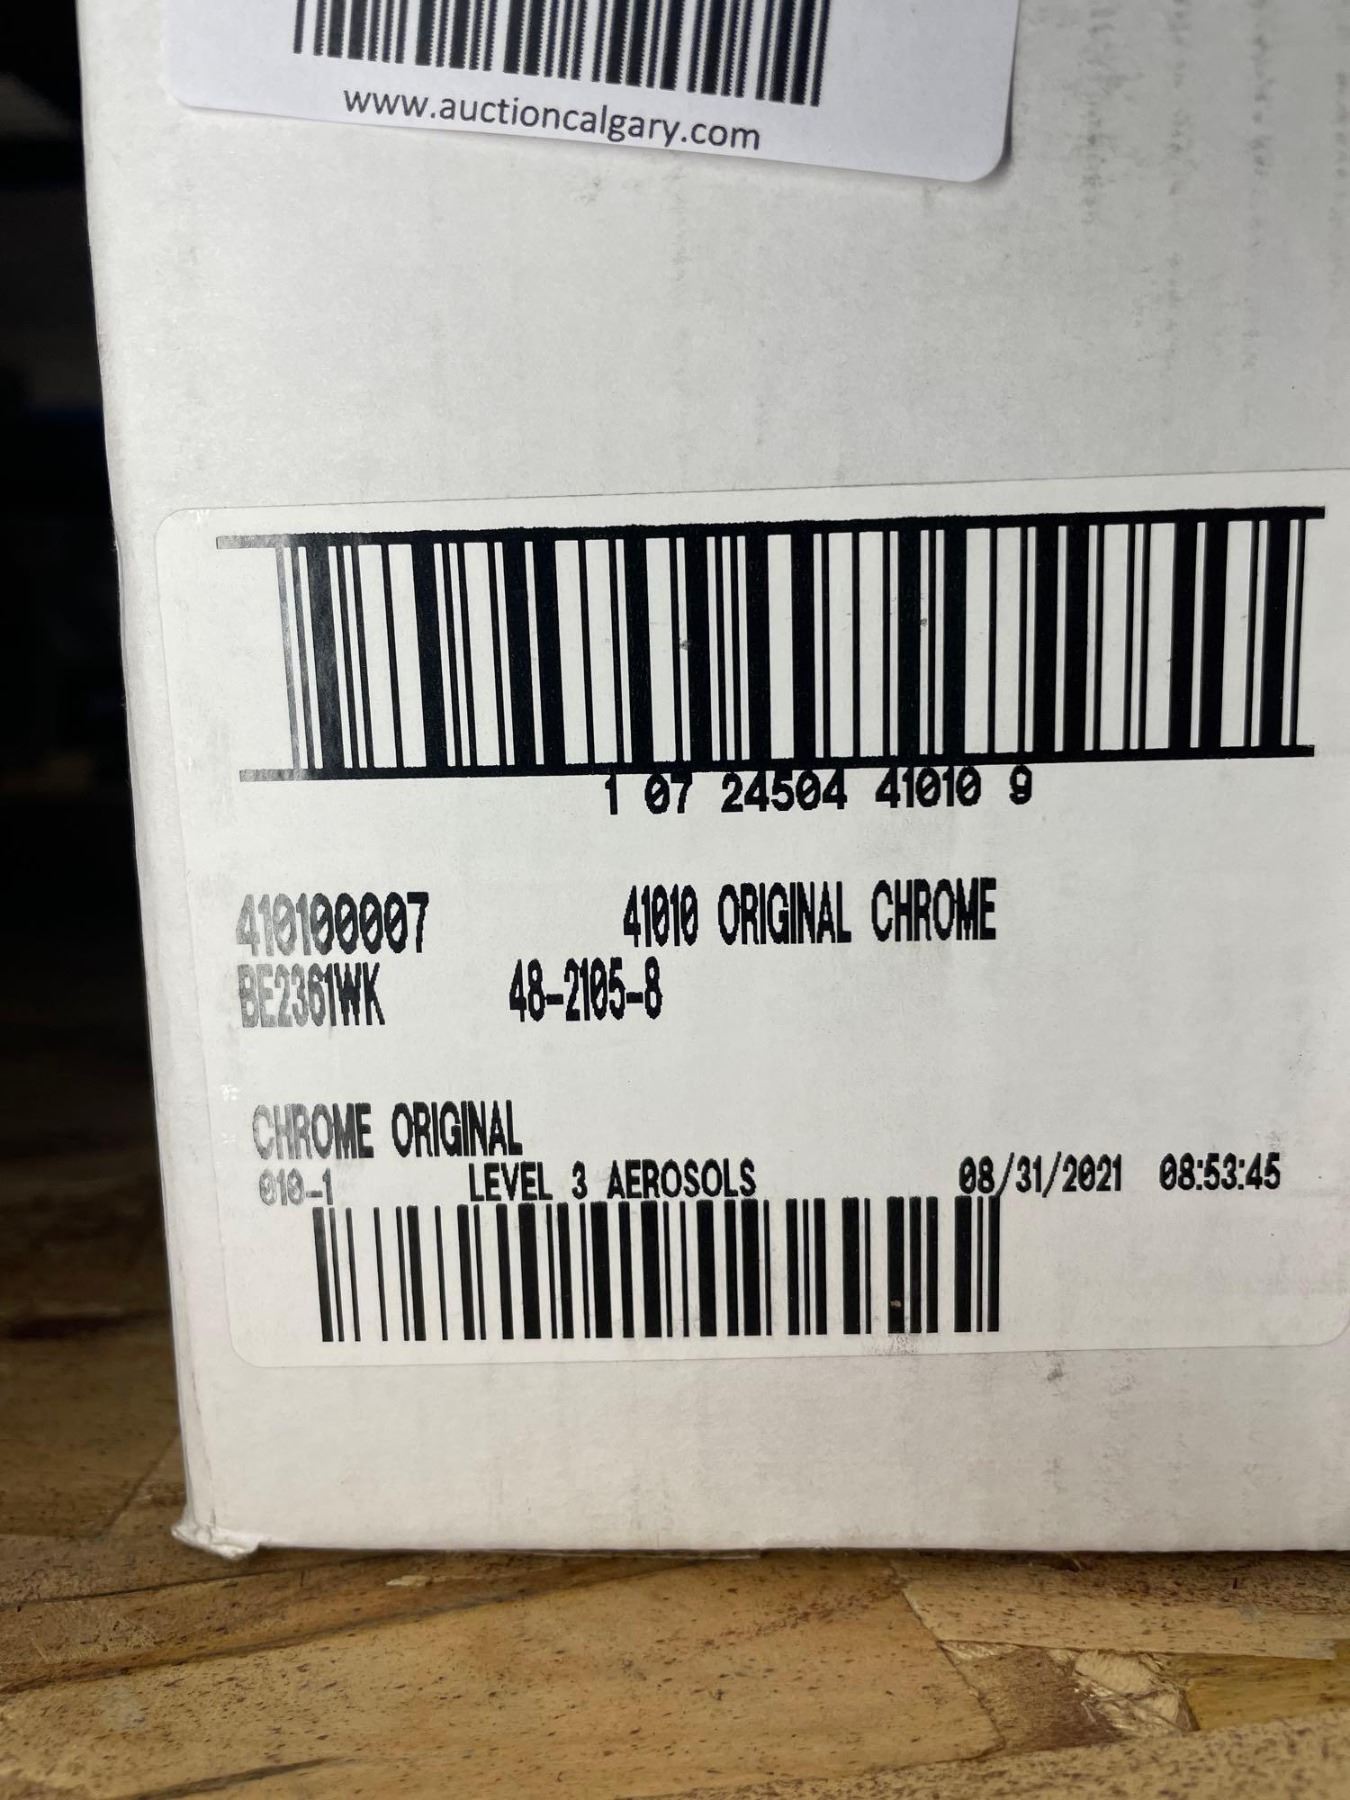 www.auctioncalgary.com
1 07 24504 41010 9
410100007 41010 ORIGINAL CHROME
BE2361WK 48-2105-8
CHROME ORIGINAL
010-1 LEVEL 3 AEROSOLS 08/31/2021 08:53:45